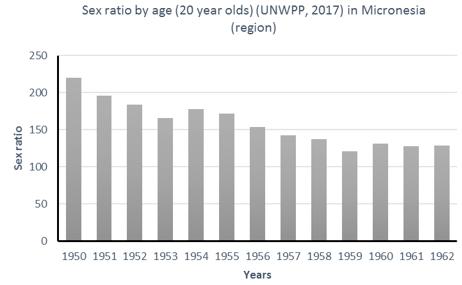 Sex ratio by age (20 year olds) (UNWPP, 2017) in Micronesia
(region)
250
200
150
100
50
0
Sex ratio
1950 1951 1952 1953 1954 1955 1956 1957 1958 1959 1960 1961 1962
Years